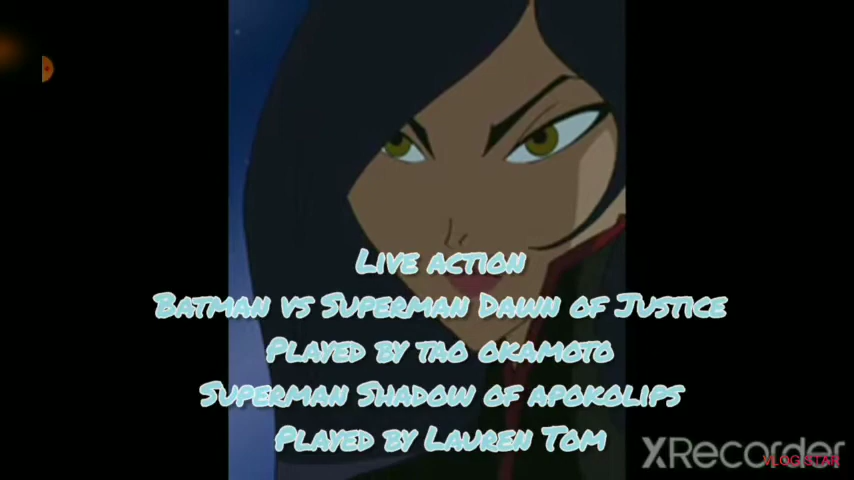 Live action
Batman vs Superman Dawn of Justice
Played by tao okamoto
Superman Shadow of apokolips
Played by Lauren Tom
XRecorder
VLOG STAR